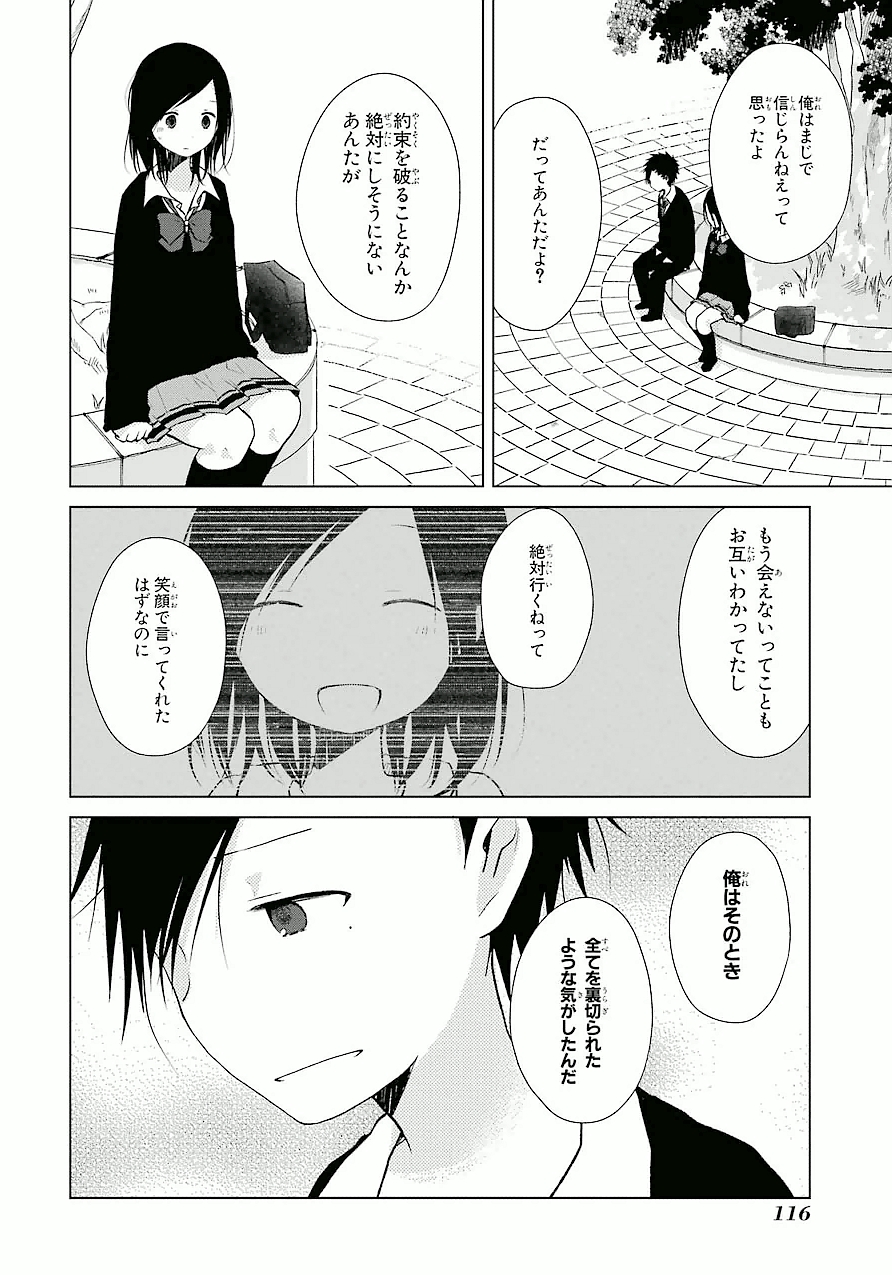 俺はまじで
信じらんねえって
思ったよ
だってあんただよ？
約束を破ることなんか
絶対にしそうにない
あんたが
もう会えないってことも
お互いわかってたし
絶対行くねって
笑顔で言ってくれた
はずなのに
俺はそのとき
全てを裏切られた
ような気がしたんだ
116